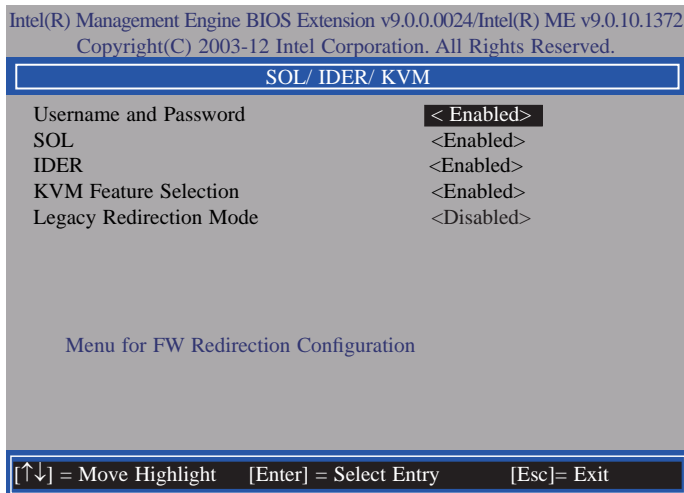 Intel(R) Management Engine BIOS Extension v9.0.0.0024/Intel(R) ME v9.0.10.1372
Copyright(C) 2003-12 Intel Corporation. All Rights Reserved.
SOL/ IDER/ KVM
Username and Password < Enabled>
SOL <Enabled>
IDER <Enabled>
KVM Feature Selection <Enabled>
Legacy Redirection Mode <Disabled>
Menu for FW Redirection Configuration
[↑↓] = Move Highlight [Enter] = Select Entry [Esc]= Exit